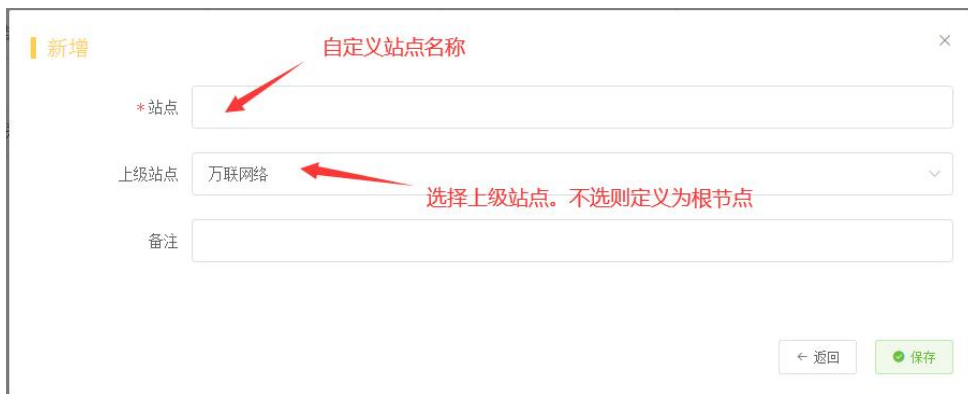 新增
自定义站点名称
*站点
上级站点 万联网络
选择上级站点。不选则定义为根节点
备注
← 返回 保存